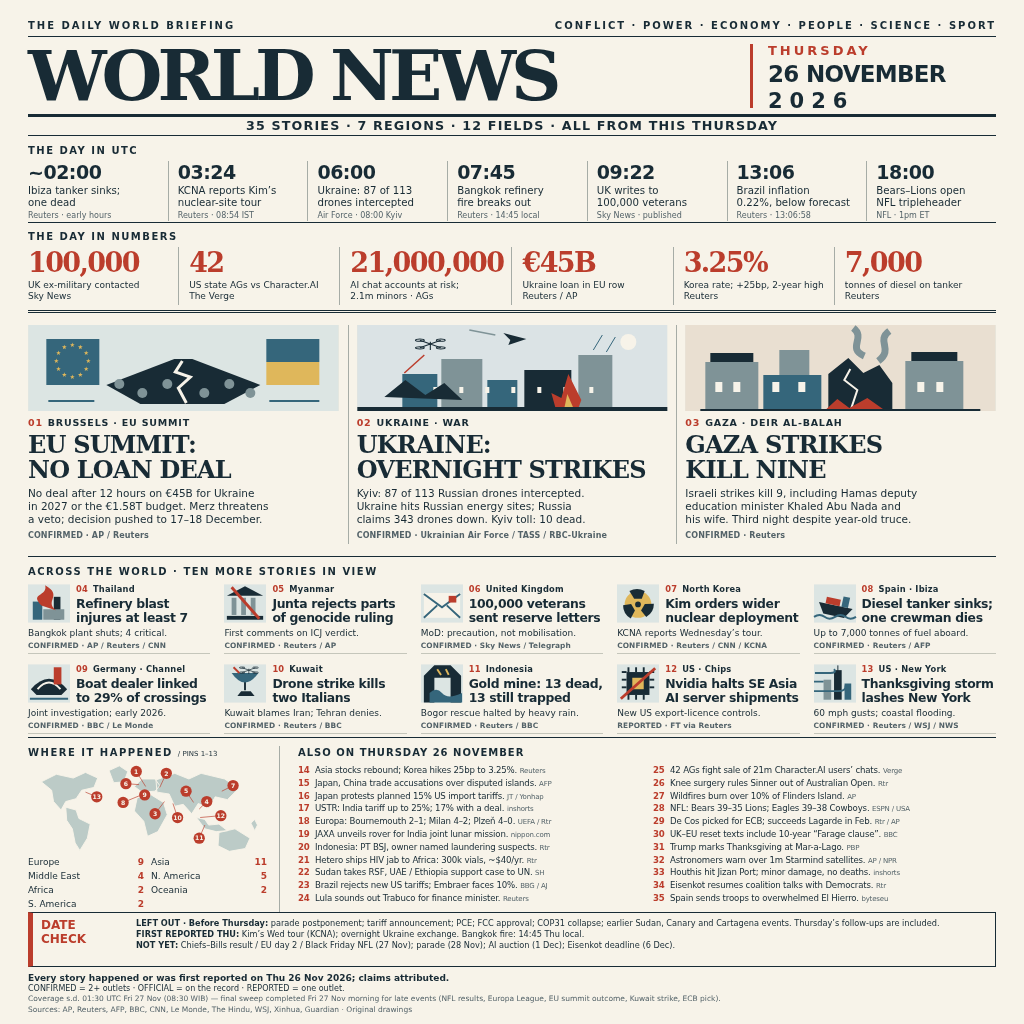 THE DAILY WORLD BRIEFING
CONFLICT · POWER · ECONOMY · PEOPLE · SCIENCE · SPORT
WORLD NEWS
THURSDAY
26 NOVEMBER
2026
35 STORIES · 7 REGIONS · 12 FIELDS · ALL FROM THIS THURSDAY
THE DAY IN UTC
~02:00
Ibiza tanker sinks;
one dead
Reuters · early hours
03:24
KCNA reports Kim’s
nuclear-site tour
Reuters · 08:54 IST
06:00
Ukraine: 87 of 113
drones intercepted
Air Force · 08:00 Kyiv
07:45
Bangkok refinery
fire breaks out
Reuters · 14:45 local
09:22
UK writes to
100,000 veterans
Sky News · published
13:06
Brazil inflation
0.22%, below forecast
Reuters · 13:06:58
18:00
Bears–Lions open
NFL tripleheader
NFL · 1pm ET
THE DAY IN NUMBERS
100,000
UK ex-military contacted
Sky News
42
US state AGs vs Character.AI
The Verge
21,000,000
AI chat accounts at risk;
2.1m minors · AGs
€45B
Ukraine loan in EU row
Reuters / AP
3.25%
Korea rate; +25bp, 2-year high
Reuters
7,000
tonnes of diesel on tanker
Reuters
01 BRUSSELS · EU SUMMIT
EU SUMMIT:
NO LOAN DEAL
No deal after 12 hours on €45B for Ukraine
in 2027 or the €1.58T budget. Merz threatens
a veto; decision pushed to 17–18 December.
CONFIRMED · AP / Reuters
02 UKRAINE · WAR
UKRAINE:
OVERNIGHT STRIKES
Kyiv: 87 of 113 Russian drones intercepted.
Ukraine hits Russian energy sites; Russia
claims 343 drones down. Kyiv toll: 10 dead.
CONFIRMED · Ukrainian Air Force / TASS / RBC-Ukraine
03 GAZA · DEIR AL-BALAH
GAZA STRIKES
KILL NINE
Israeli strikes kill 9, including Hamas deputy
education minister Khaled Abu Nada and
his wife. Third night despite year-old truce.
CONFIRMED · Reuters
ACROSS THE WORLD · TEN MORE STORIES IN VIEW
04 Thailand
Refinery blast
injures at least 7
Bangkok plant shuts; 4 critical.
CONFIRMED · AP / Reuters / CNN
05 Myanmar
Junta rejects parts
of genocide ruling
First comments on ICJ verdict.
CONFIRMED · AP / Reuters
06 United Kingdom
100,000 veterans
sent reserve letters
MoD: precaution, not mobilisation.
CONFIRMED · Sky News / Telegraph
07 North Korea
Kim orders wider
nuclear deployment
KCNA reports Wednesday’s tour.
CONFIRMED · Reuters / CNN / KCNA
08 Spain · Ibiza
Diesel tanker sinks;
one crewman dies
Up to 7,000 tonnes of fuel aboard.
CONFIRMED · Reuters / AFP
09 Germany · Channel
Boat dealer linked
to 29% of crossings
Joint investigation; early 2026.
CONFIRMED · BBC / Le Monde
10 Kuwait
Drone strike kills
two Italians
Kuwait blames Iran; Tehran denies.
CONFIRMED · Reuters / BBC
11 Indonesia
Gold mine: 13 dead,
13 still trapped
Bogor rescue halted by heavy rain.
CONFIRMED · Reuters / BBC
12 US · Chips
Nvidia halts SE Asia
AI server shipments
New US export-licence controls.
REPORTED · FT via Reuters
13 US · New York
Thanksgiving storm
lashes New York
60 mph gusts; coastal flooding.
CONFIRMED · Reuters / WSJ / NWS
WHERE IT HAPPENED / PINS 1–13
1
2
6
7
13
9
5
8
4
3
10
12
11
Europe 9 Asia 11
Middle East 4 N. America 5
Africa 2 Oceania 2
S. America 2
ALSO ON THURSDAY 26 NOVEMBER
14 Asia stocks rebound; Korea hikes 25bp to 3.25%. Reuters
15 Japan, China trade accusations over disputed islands. AFP
16 Japan protests planned 15% US import tariffs. JT / Yonhap
17 USTR: India tariff up to 25%; 17% with a deal. inshorts
18 Europa: Bournemouth 2–1; Milan 4–2; Plzeň 4–0. UEFA / Rtr
19 JAXA unveils rover for India joint lunar mission. nippon.com
20 Indonesia: PT BSJ, owner named laundering suspects. Rtr
21 Hetero ships HIV jab to Africa: 300k vials, ~$40/yr. Rtr
22 Sudan takes RSF, UAE / Ethiopia support case to UN. SH
23 Brazil rejects new US tariffs; Embraer faces 10%. BBG / AJ
24 Lula sounds out Trabuco for finance minister. Reuters
25 42 AGs fight sale of 21m Character.AI users’ chats. Verge
26 Knee surgery rules Sinner out of Australian Open. Rtr
27 Wildfires burn over 10% of Flinders Island. AP
28 NFL: Bears 39–35 Lions; Eagles 39–38 Cowboys. ESPN / USA
29 De Cos picked for ECB; succeeds Lagarde in Feb. Rtr / AP
30 UK–EU reset texts include 10-year “Farage clause”. BBC
31 Trump marks Thanksgiving at Mar-a-Lago. PBP
32 Astronomers warn over 1m Starmind satellites. AP / NPR
33 Houthis hit Jizan Port; minor damage, no deaths. inshorts
34 Eisenkot resumes coalition talks with Democrats. Rtr
35 Spain sends troops to overwhelmed El Hierro. byteseu
DATE
CHECK
LEFT OUT · Before Thursday: parade postponement; tariff announcement; PCE; FCC approval; COP31 collapse; earlier Sudan, Canary and Cartagena events. Thursday’s follow-ups are included.
FIRST REPORTED THU: Kim’s Wed tour (KCNA); overnight Ukraine exchange. Bangkok fire: 14:45 Thu local.
NOT YET: Chiefs–Bills result / EU day 2 / Black Friday NFL (27 Nov); parade (28 Nov); AI auction (1 Dec); Eisenkot deadline (6 Dec).
Every story happened or was first reported on Thu 26 Nov 2026; claims attributed.
CONFIRMED = 2+ outlets · OFFICIAL = on the record · REPORTED = one outlet.
Coverage s.d. 01:30 UTC Fri 27 Nov (08:30 WIB) — final sweep completed Fri 27 Nov morning for late events (NFL results, Europa League, EU summit outcome, Kuwait strike, ECB pick).
Sources: AP, Reuters, AFP, BBC, CNN, Le Monde, The Hindu, WSJ, Xinhua, Guardian · Original drawings